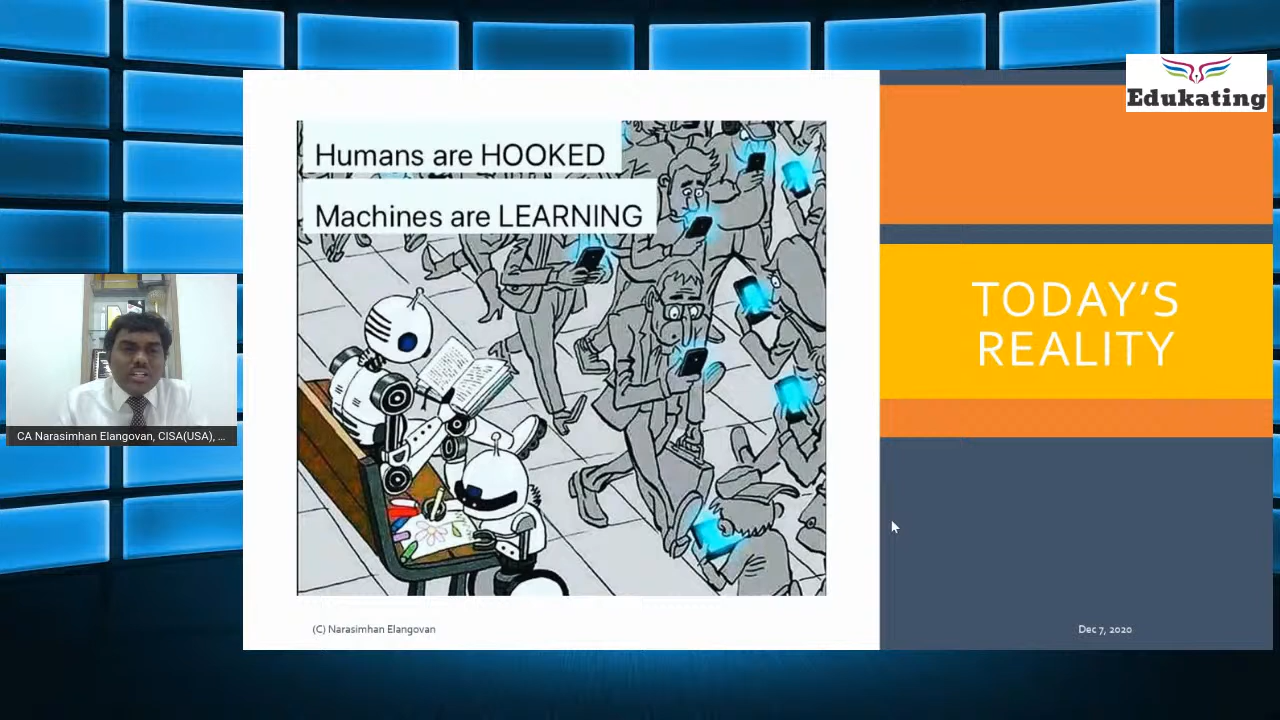 Edukating
Humans are HOOKED
Machines are LEARNING
TODAY'S
REALITY
CA Narasimhan Elangovan, CISA(USA), ...
(C) Narasimhan Elangovan
Dec 7, 2020